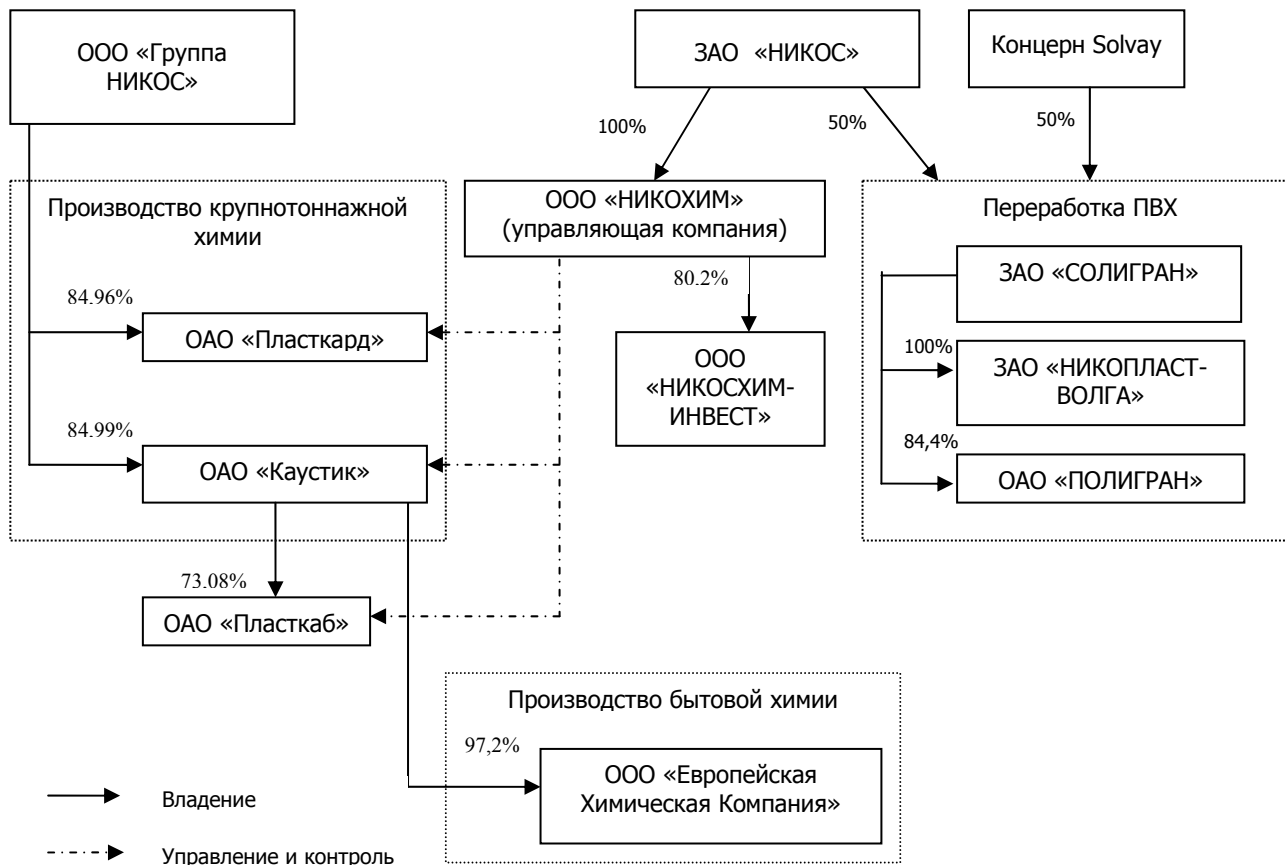 ООО «Группа
НИКОС»
ЗАО «НИКОС»
Концерн Solvay
100%
50%
50%
Производство крупнотоннажной
химии
ООО «НИКОХИМ»
(управляющая компания)
Переработка ПВХ
84.96%
ОАО «Пласткард»
80.2%
ООО
«НИКОСХИМ-
ИНВЕСТ»
ЗАО «СОЛИГРАН»
100%
ЗАО «НИКОПЛАСТ-
ВОЛГА»
84.99%
ОАО «Каустик»
84,4%
ОАО «ПОЛИГРАН»
73.08%
ОАО «Пласткаб»
Производство бытовой химии
97,2%
ООО «Европейская
Химическая Компания»
Владение
Управление и контроль